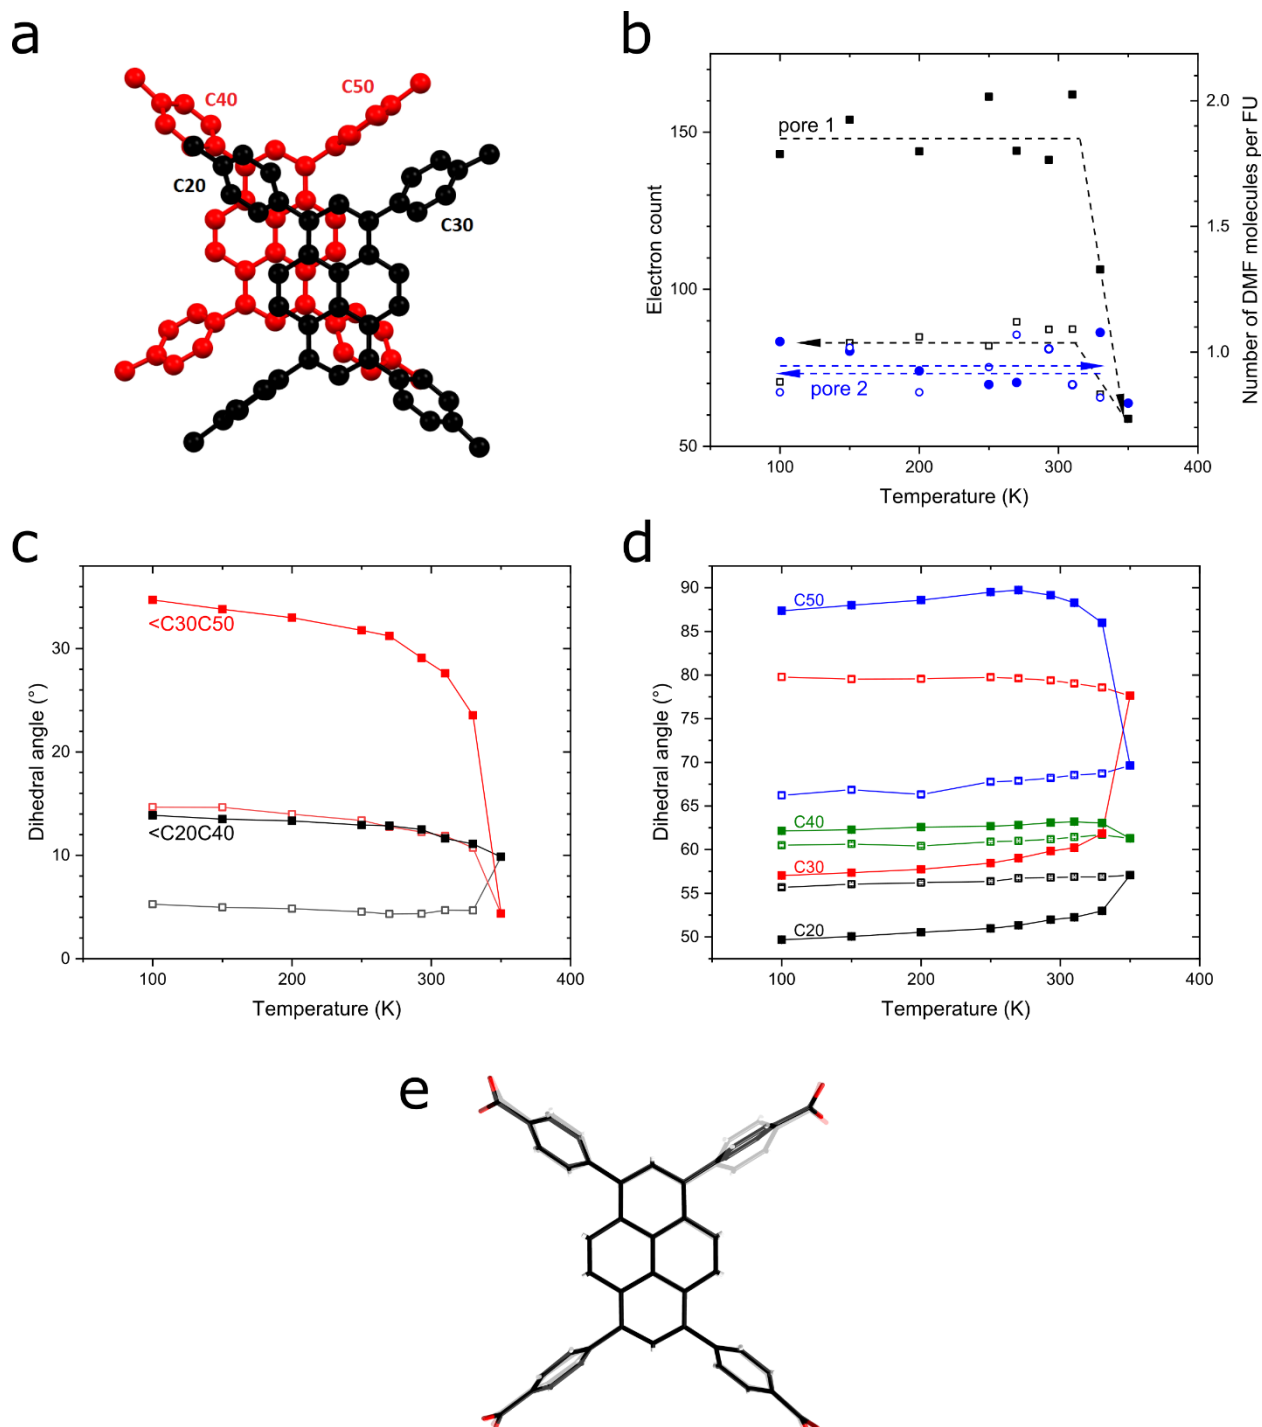 a
C40
C50
C20
C30
b
Electron count
150
100
50
pore 1
pore 2
2.0
1.5
1.0
Number of DMF molecules per FU
100
200
300
400
Temperature (K)
c
Dihedral angle (°)
30
20
10
0
<C30C50
<C20C40
100
200
300
400
Temperature (K)
d
Dihedral angle (°)
90
85
80
75
70
65
60
55
50
C50
C40
C30
C20
100
200
300
400
Temperature (K)
e